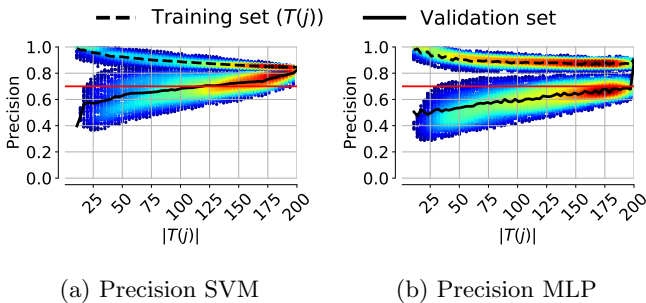 Training set (T(j)) Validation set
1.0 1.0
0.8 0.8
0.6 0.6
0.4 0.4
0.2 0.2
0.0 0.0
Precision Precision
25 50 75 100 125 150 175 200 25 50 75 100 125 150 175 200
|T(j)| |T(j)|
(a) Precision SVM (b) Precision MLP